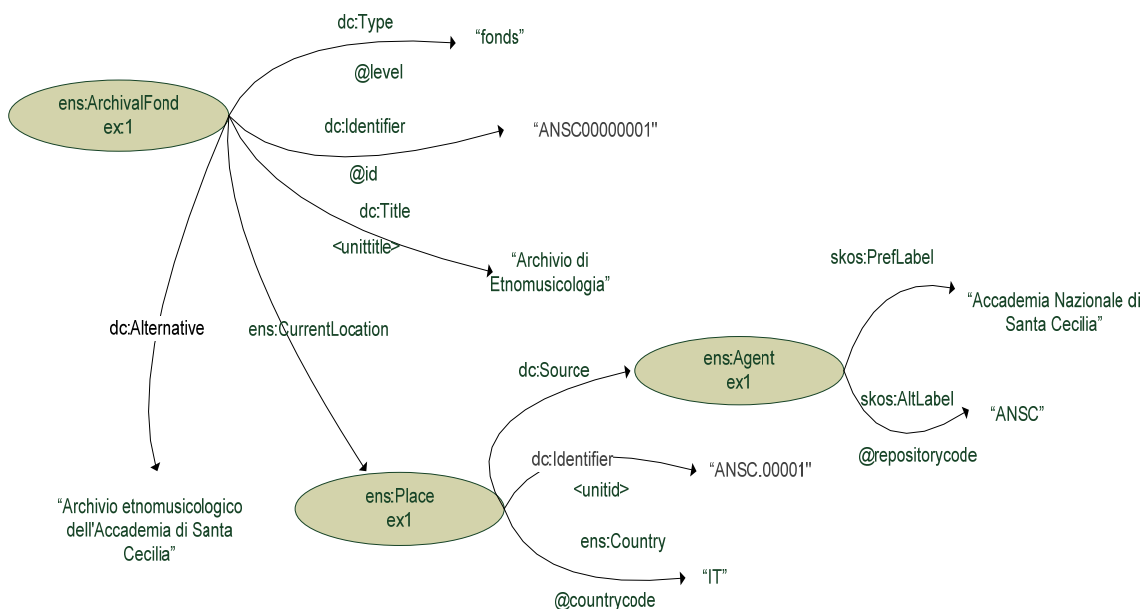 dc:Type
"fonds"
@level
ens:ArchivalFond
ex:1
dc:Identifier
"ANSC00000001"
@id
dc:Title
<unittitle>
"Archivio di
Etnomusicologia"
skos:PrefLabel
"Accademia Nazionale di
Santa Cecilia"
dc:Alternative
ens:CurrentLocation
ens:Agent
ex1
dc:Source
skos:AltLabel
"ANSC"
@repositorycode
dc:Identifier
"ANSC.00001"
<unitid>
ens:Place
ex1
"Archivio etnomusicologico
dell'Accademia di Santa
Cecilia"
ens:Country
"IT"
@countrycode